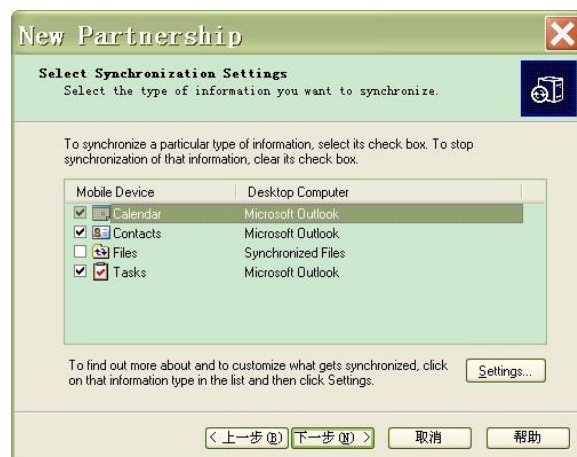 New Partnership
Select Synchronization Settings
Select the type of information you want to synchronize.
To synchronize a particular type of information, select its check box. To stop
synchronization of that information, clear its check box.
Mobile Device Desktop Computer
Calendar Microsoft Outlook
Contacts Microsoft Outlook
Files Synchronized Files
Tasks Microsoft Outlook
To find out more about and to customize what gets synchronized, click
on that information type in the list and then click Settings.
Settings...
< 上一步(B) 下一步(N) > 取消 帮助